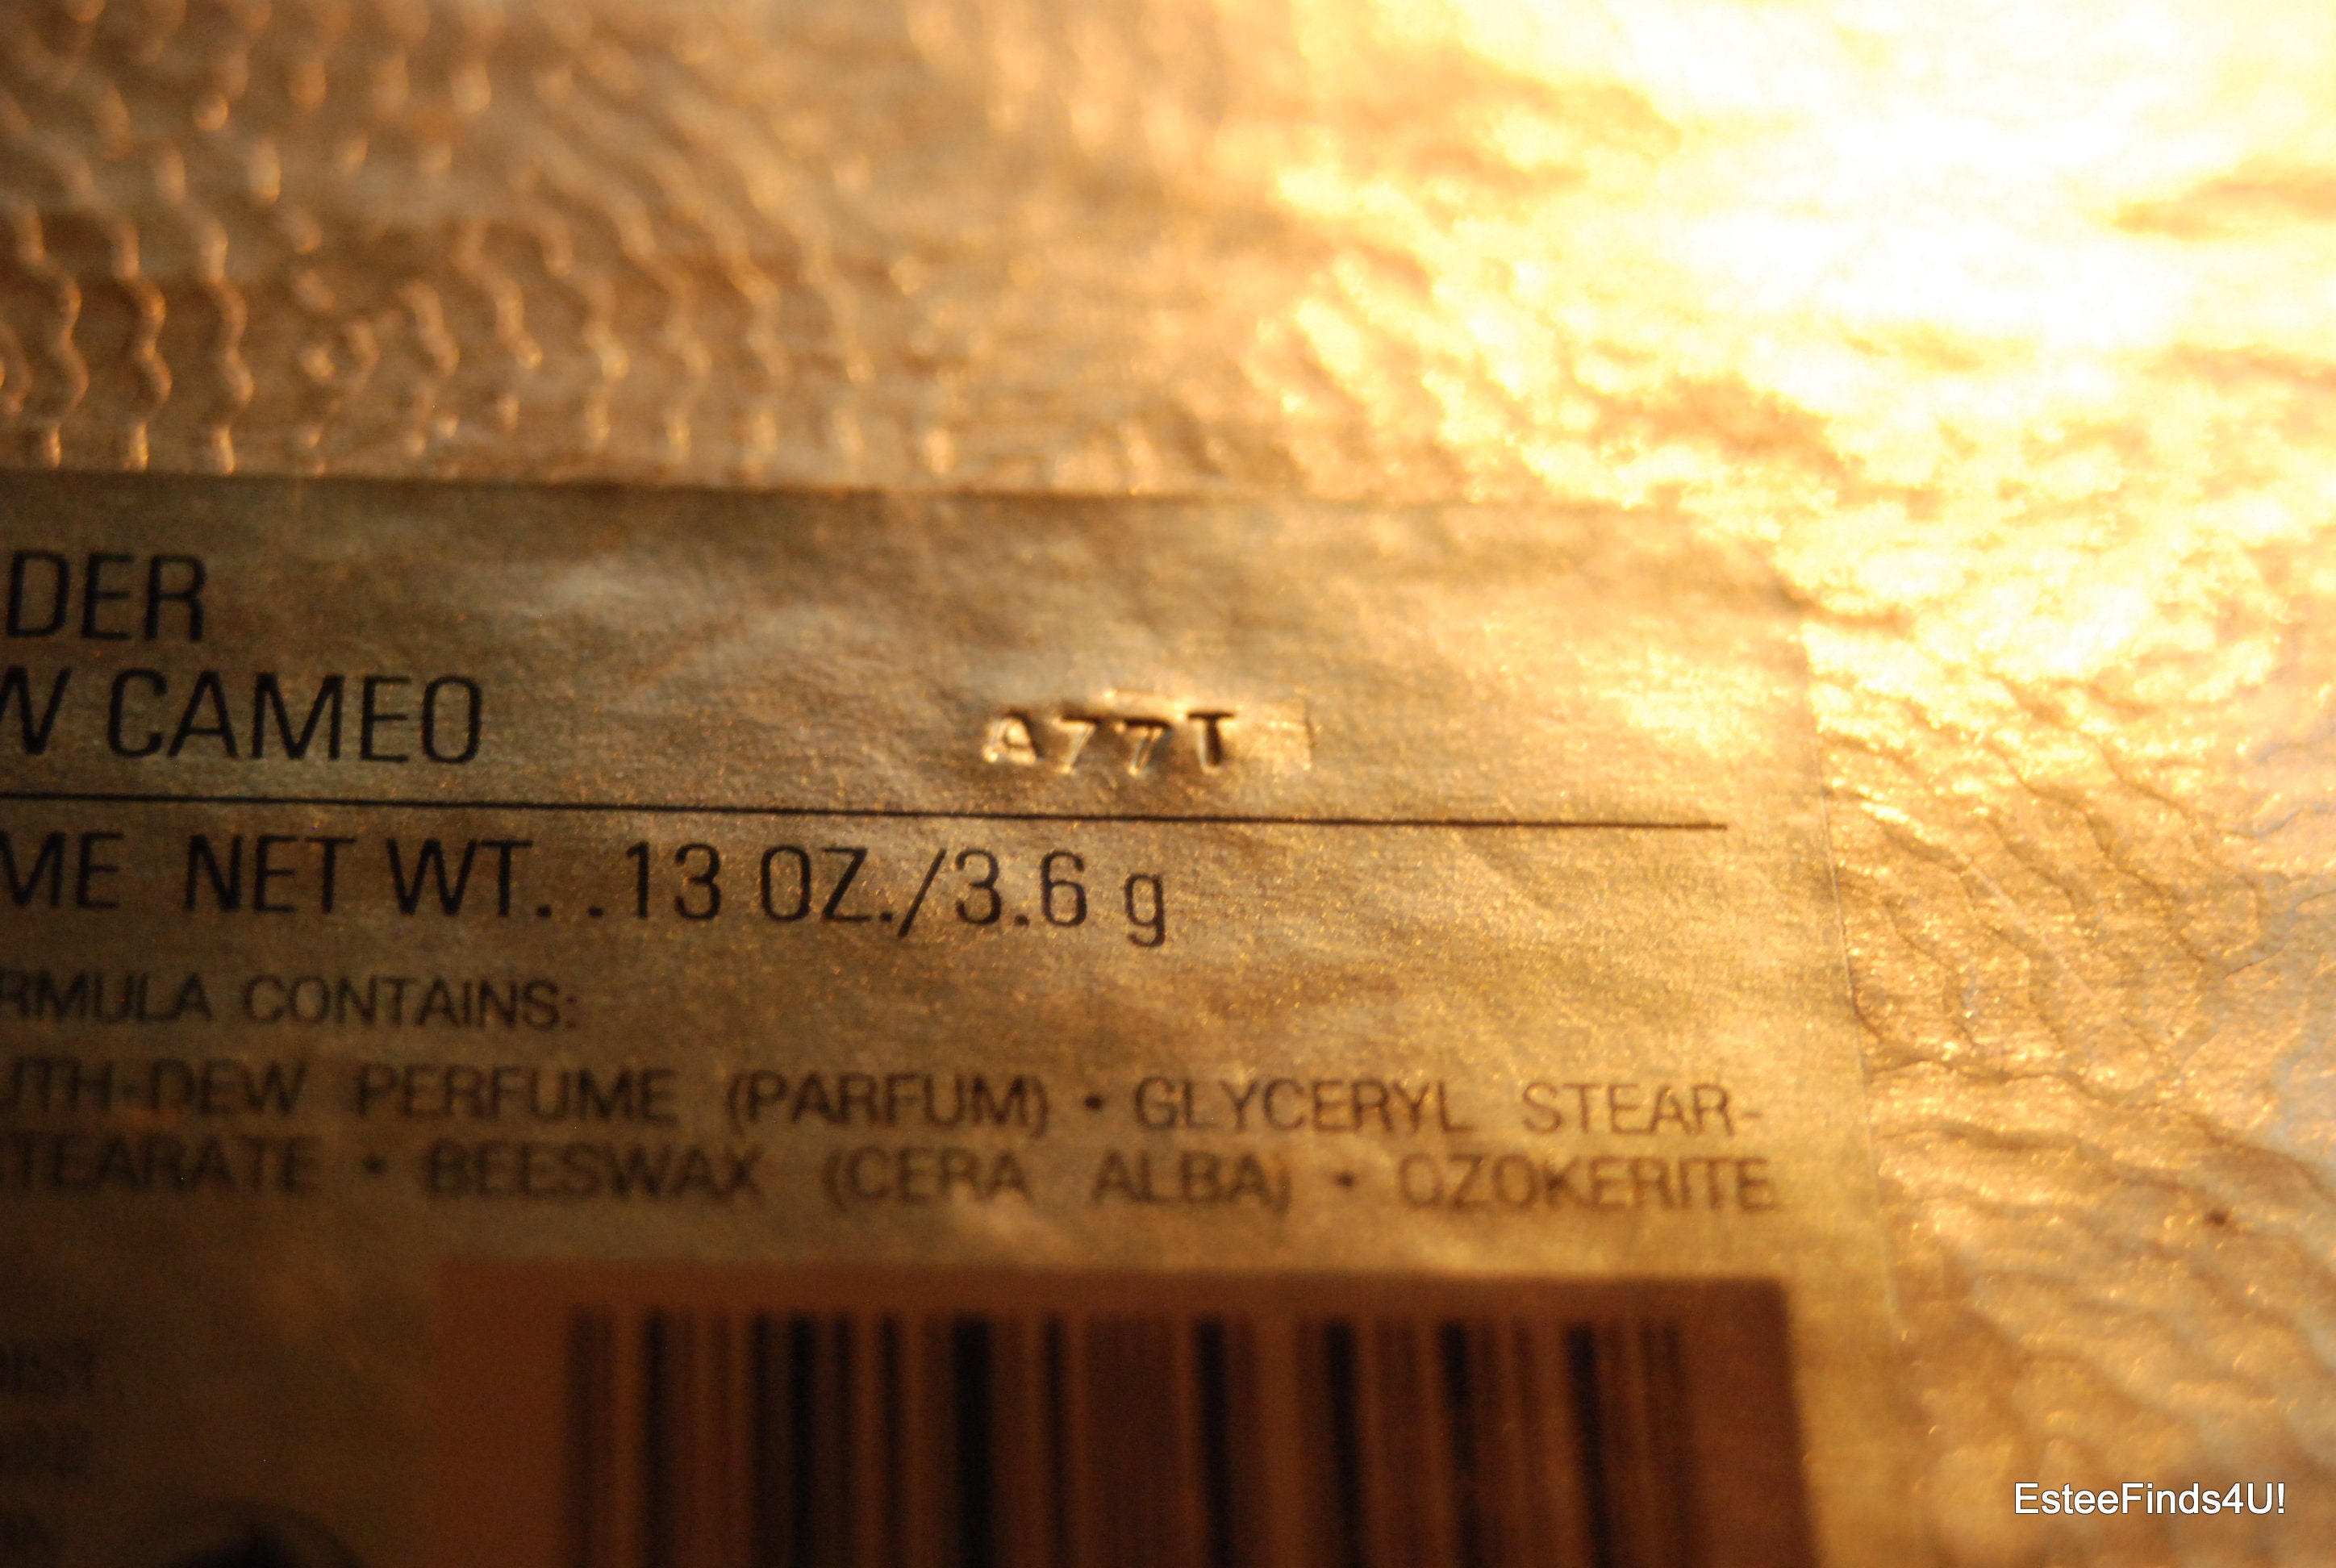 DER
W CAMEO
A77T
ME NET WT. .13 OZ./3.6 g
RMULA CONTAINS:
UTH-DEW PERFUME (PARFUM) • GLYCERYL STEAR-
TEARATE • BEESWAX (CERA ALBA) • OZOKERITE
EsteeFinds4U!